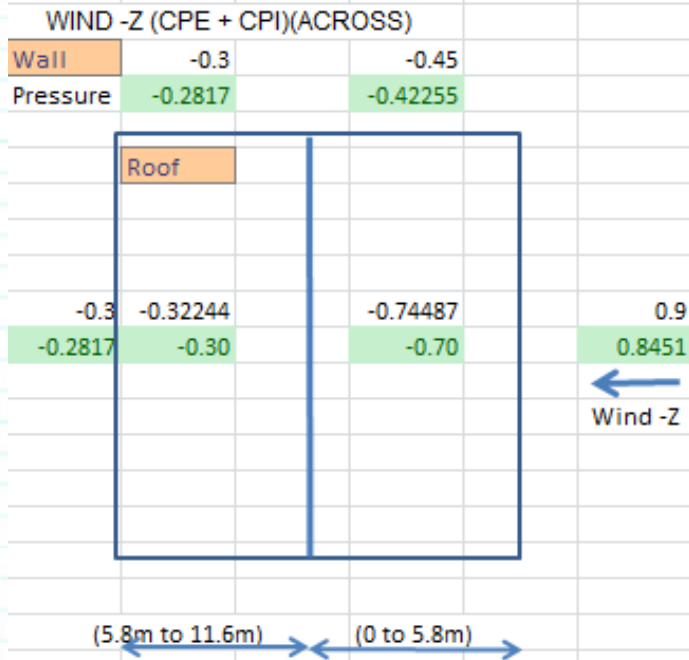 WIND -Z (CPE + CPI)(ACROSS)
Wall -0.3 -0.45
Pressure -0.2817 -0.42255
Roof
-0.3 -0.32244 -0.74487 0.9
-0.2817 -0.30 -0.70 0.8451
Wind -Z
(5.8m to 11.6m) (0 to 5.8m)